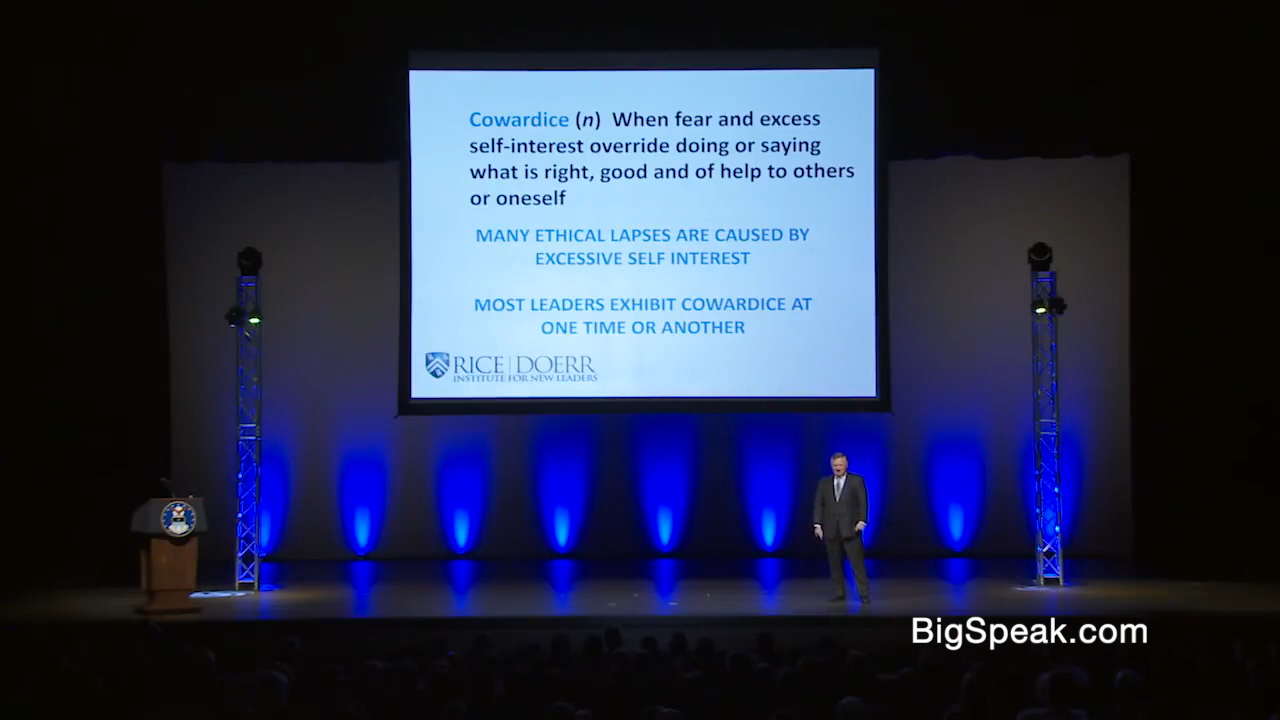 Cowardice (n) When fear and excess
self-interest override doing or saying
what is right, good and of help to others
or oneself
MANY ETHICAL LAPSES ARE CAUSED BY
EXCESSIVE SELF INTEREST
MOST LEADERS EXHIBIT COWARDICE AT
ONE TIME OR ANOTHER
RICE | DOERR
INSTITUTE FOR NEW LEADERS
BigSpeak.com